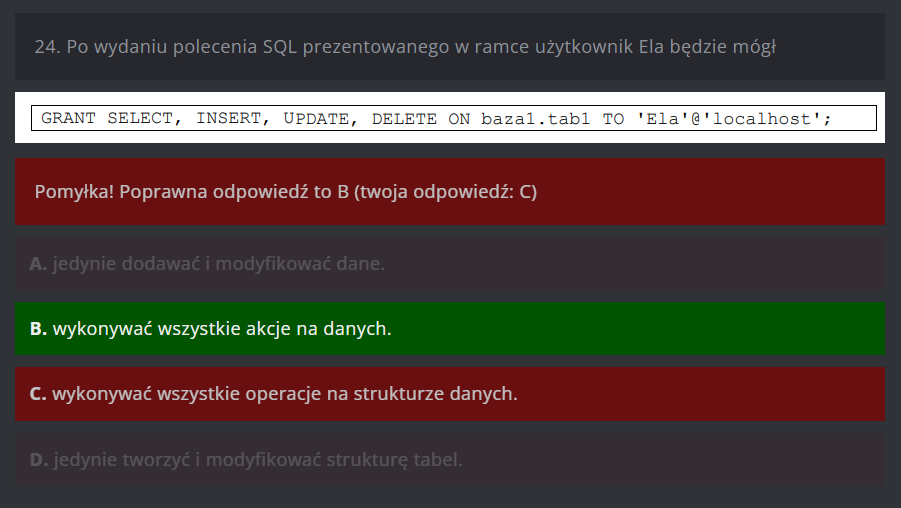 24. Po wydaniu polecenia SQL prezentowanego w ramce użytkownik Ela będzie mógł
GRANT SELECT, INSERT, UPDATE, DELETE ON baza1.tab1 TO 'Ela'@'localhost';
Pomyłka! Poprawna odpowiedź to B (twoja odpowiedź: C)
A. jedynie dodawać i modyfikować dane.
B. wykonywać wszystkie akcje na danych.
C. wykonywać wszystkie operacje na strukturze danych.
D. jedynie tworzyć i modyfikować strukturę tabel.